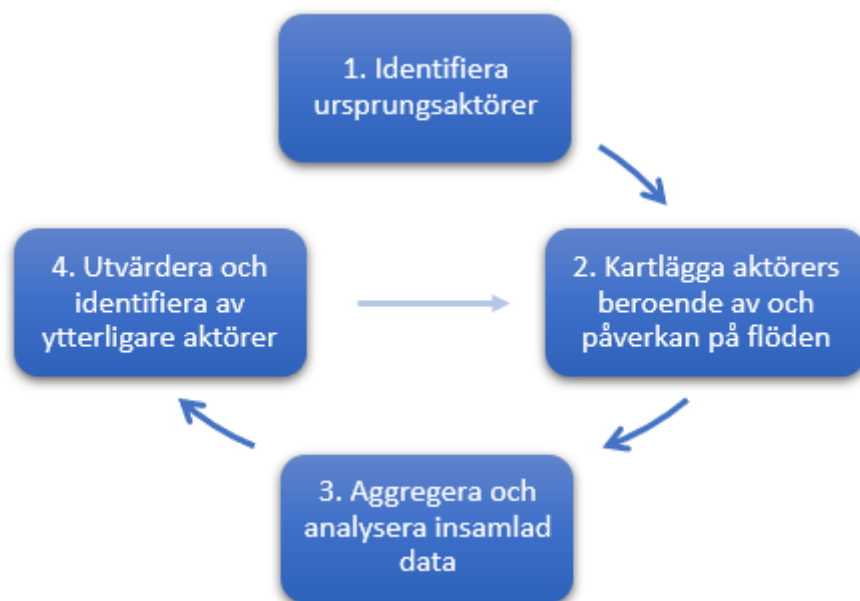 1. Identifiera
ursprungsaktörer
2. Kartlägga aktörers
beroende av och
påverkan på flöden
3. Aggregera och
analysera insamlad
data
4. Utvärdera och
identifiera av
ytterligare aktörer